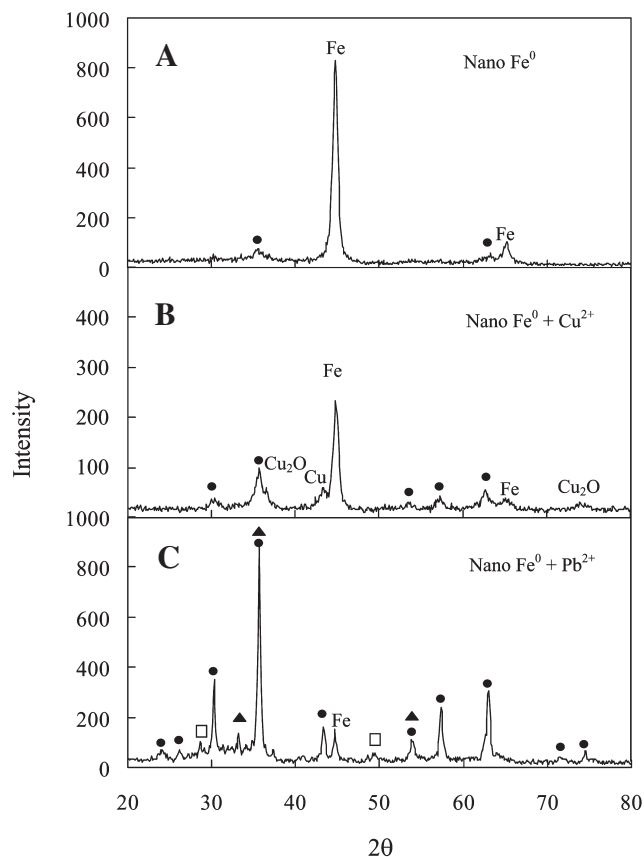 1000
A
Fe
Nano Fe⁰
800
600
400
200
Fe
0
B
Nano Fe⁰ + Cu²⁺
400
Fe
300
200
Cu₂O
Cu
100
Fe
Cu₂O
1000
C
Nano Fe⁰ + Pb²⁺
800
600
400
200
Fe
0
20 30 40 50 60 70 80
2θ
Intensity